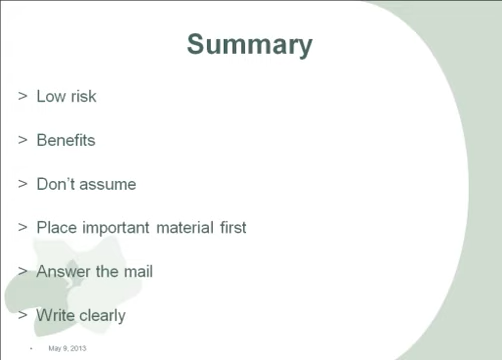 Summary
> Low risk
> Benefits
> Don't assume
> Place important material first
> Answer the mail
> Write clearly
• May 9, 2013